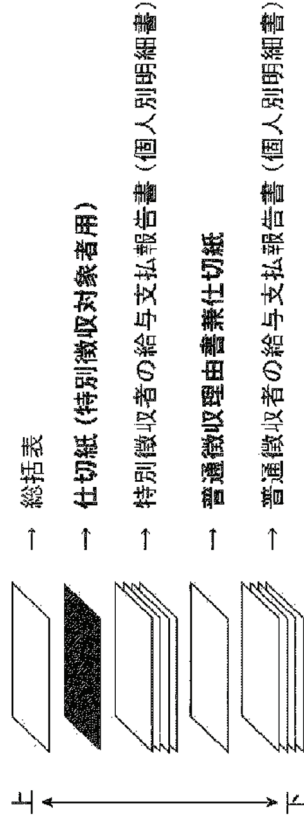 上
→ 総括表
→ 仕切紙(特別徴収対象者用)
→ 特別徴収者の給与支払報告書(個人別明細書)
→ 普通徴収理由書兼仕切紙
→ 普通徴収者の給与支払報告書(個人別明細書)
下